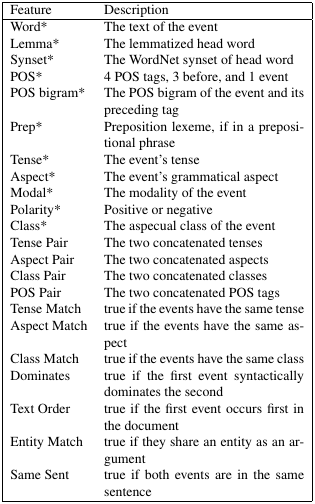 Feature Description
Word* The text of the event
Lemma* The lemmatized head word
Synset* The WordNet synset of head word
POS* 4 POS tags, 3 before, and 1 event
POS bigram* The POS bigram of the event and its
preceding tag
Prep* Preposition lexeme, if in a preposi-
tional phrase
Tense* The event's tense
Aspect* The event's grammatical aspect
Modal* The modality of the event
Polarity* Positive or negative
Class* The aspecual class of the event
Tense Pair The two concatenated tenses
Aspect Pair The two concatenated aspects
Class Pair The two concatenated classes
POS Pair The two concatenated POS tags
Tense Match true if the events have the same tense
Aspect Match true if the events have the same as-
pect
Class Match true if the events have the same class
Dominates true if the first event syntactically
dominates the second
Text Order true if the first event occurs first in
the document
Entity Match true if they share an entity as an ar-
gument
Same Sent true if both events are in the same
sentence